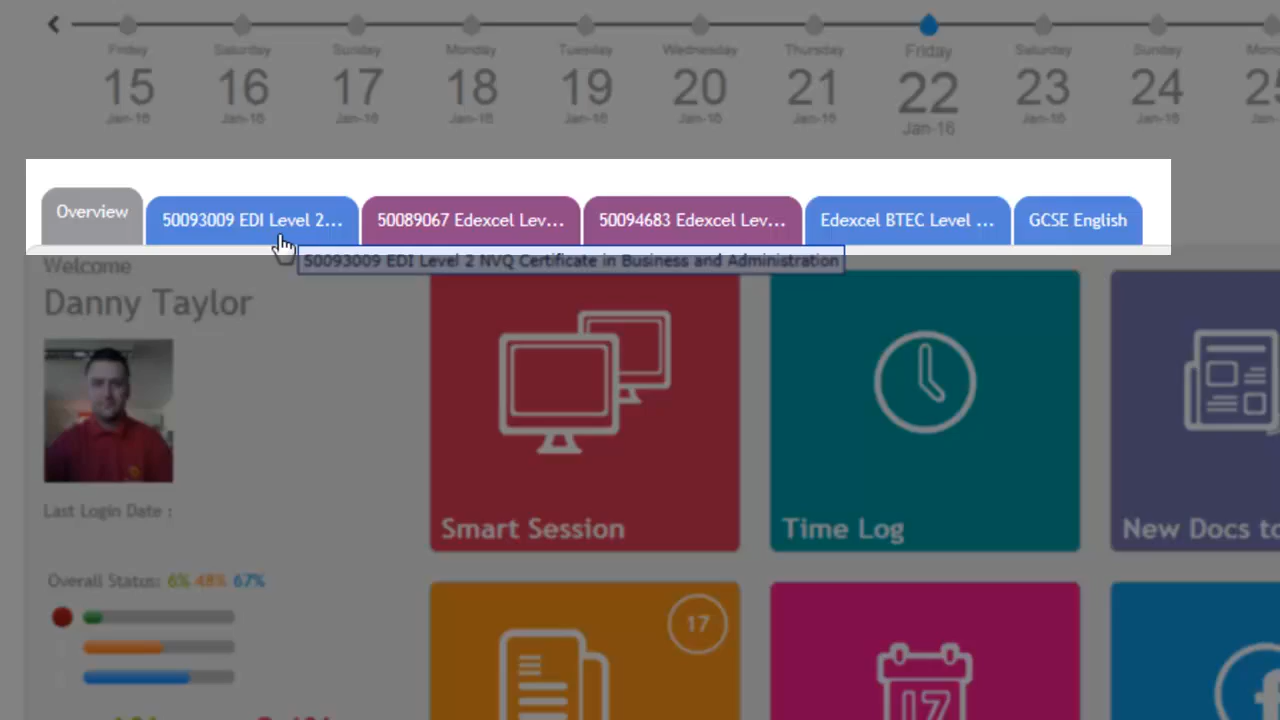 Friday Saturday Sunday Monday Tuesday Wednesday Thursday Friday Saturday Sunday
15 16 17 18 19 20 21 22 23 24
Jan-16 Jan-16 Jan-16 Jan-16 Jan-16 Jan-16 Jan-16 Jan-16 Jan-16 Jan-16
Overview 50093009 EDI Level 2... 50089067 Edexcel Lev... 50094683 Edexcel Lev... Edexcel BTEC Level ... GCSE English
50093009 EDI Level 2 NVQ Certificate in Business and Administration
Welcome
Danny Taylor
Last Login Date :
Smart Session Time Log New Docs to
Overall Status: 6% 48% 67%
17
17